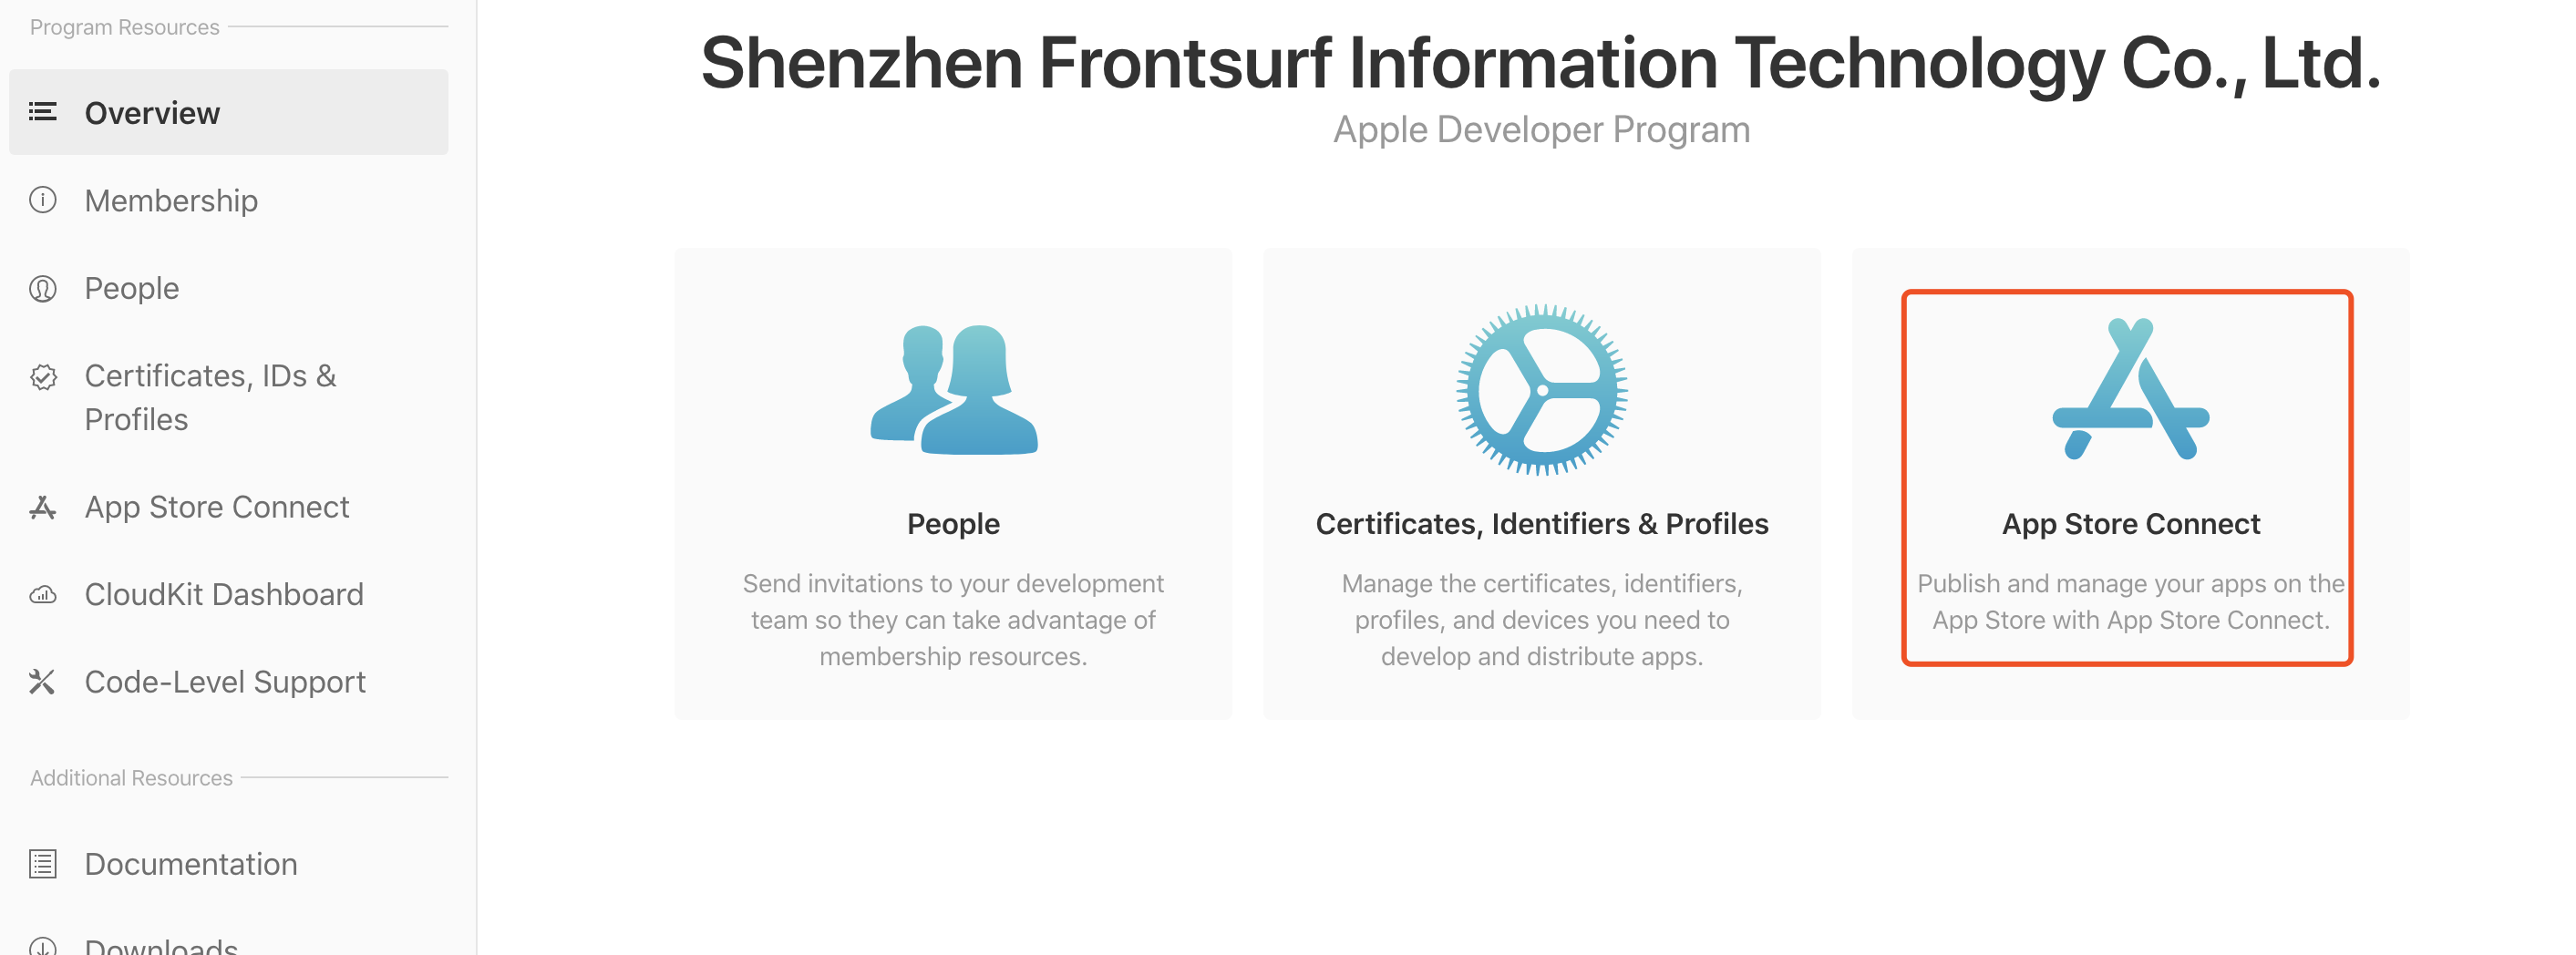 Program Resources
Overview
Membership
People
Certificates, IDs &
Profiles
App Store Connect
CloudKit Dashboard
Code-Level Support
Additional Resources
Documentation
Downloads
Shenzhen Frontsurf Information Technology Co., Ltd.
Apple Developer Program
People
Send invitations to your development
team so they can take advantage of
membership resources.
Certificates, Identifiers & Profiles
Manage the certificates, identifiers,
profiles, and devices you need to
develop and distribute apps.
App Store Connect
Publish and manage your apps on the
App Store with App Store Connect.